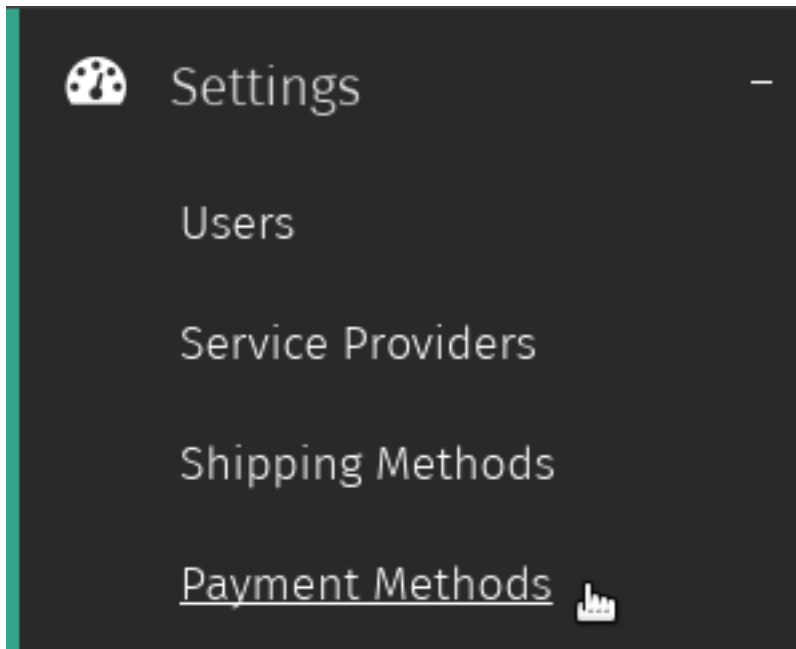 Settings
Users
Service Providers
Shipping Methods
Payment Methods